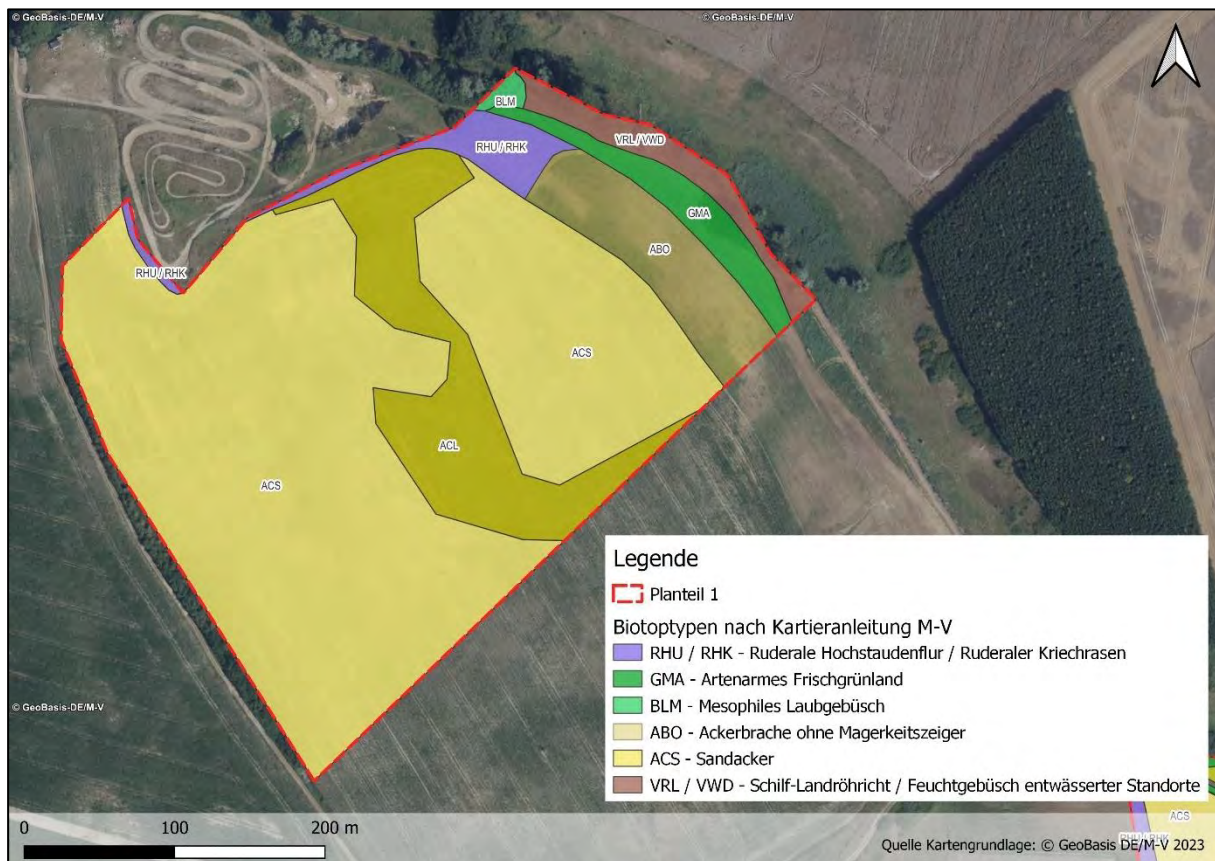 © GeoBasis-DE/M-V
© GeoBasis-DE/M-V
BLM
VRL / VWD
RHU / RHK
GMA
ABO
RHU / RHK
ACS
ACL
ACS
Legende
Planteil 1
Biotoptypen nach Kartieranleitung M-V
RHU / RHK - Ruderale Hochstaudenflur / Ruderaler Kriechrasen
GMA - Artenarmes Frischgrünland
BLM - Mesophiles Laubgebüsch
ABO - Ackerbrache ohne Magerkeitszeiger
ACS - Sandacker
VRL / VWD - Schilf-Landröhricht / Feuchtgebüsch entwässerter Standorte
© GeoBasis-DE/M-V
ACS
RHU / RHK
0 100 200 m
Quelle Kartengrundlage: © GeoBasis DE/M-V 2023